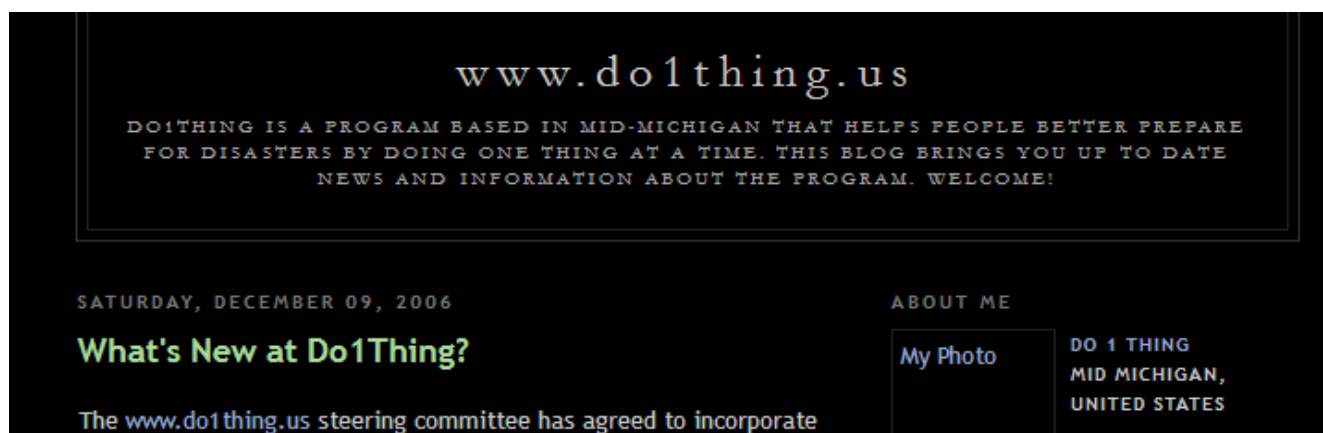 www.do1thing.us
DO1THING IS A PROGRAM BASED IN MID-MICHIGAN THAT HELPS PEOPLE BETTER PREPARE
FOR DISASTERS BY DOING ONE THING AT A TIME. THIS BLOG BRINGS YOU UP TO DATE
NEWS AND INFORMATION ABOUT THE PROGRAM. WELCOME!
SATURDAY, DECEMBER 09, 2006
What's New at Do1Thing?
The www.do1thing.us steering committee has agreed to incorporate
ABOUT ME
My Photo
DO 1 THING
MID MICHIGAN,
UNITED STATES